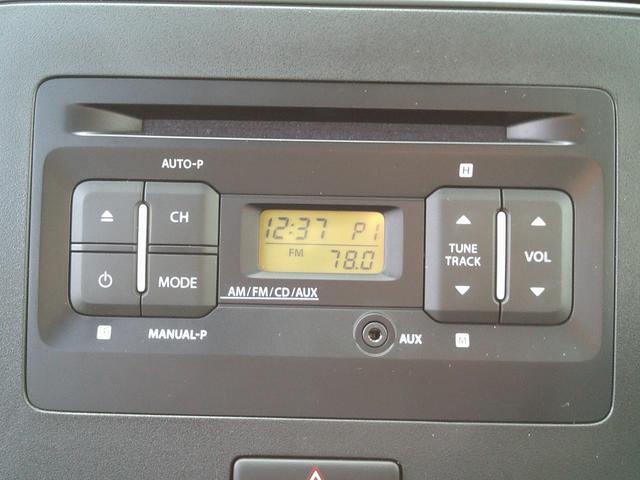 AUTO-P
H
CH
12:37 P1
TUNE
TRACK
VOL
FM
78.0
MODE
AM/FM/CD/AUX
MANUAL-P
AUX
M